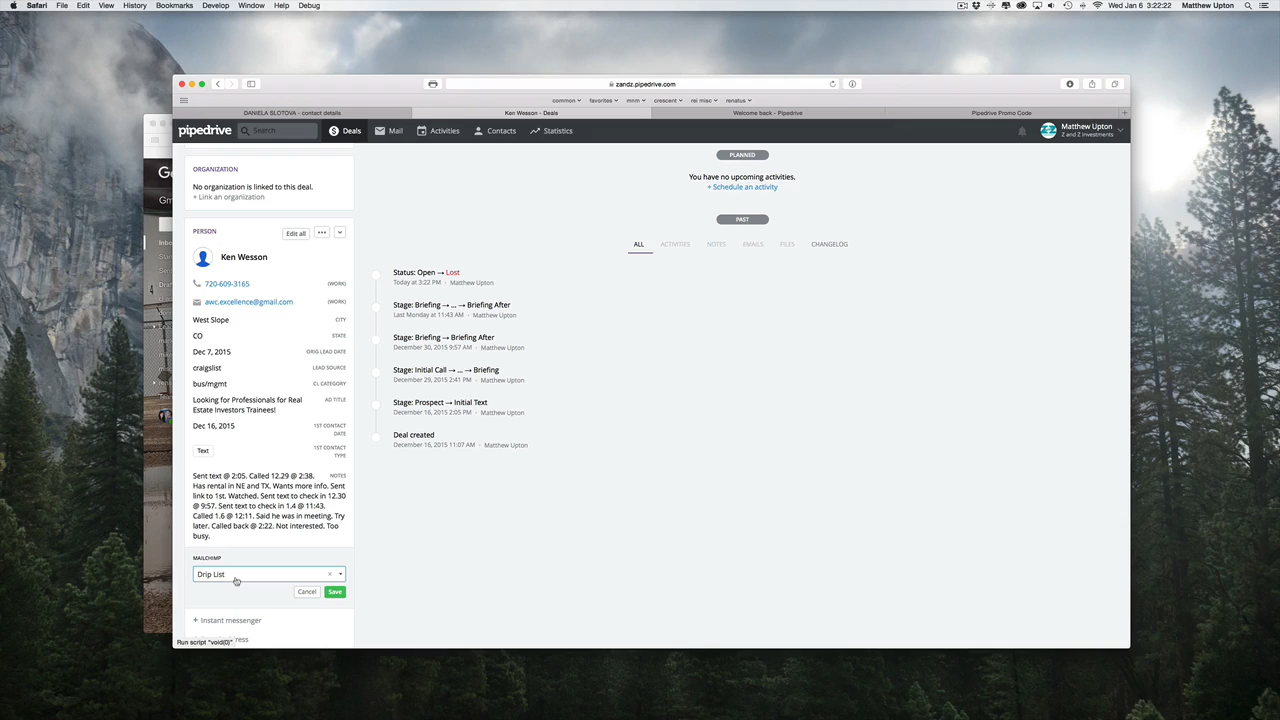 Safari File Edit View History Bookmarks Develop Window Help Debug
Wed Jan 6 3:22:22 Matthew Upton
zandz.pipedrive.com
common favorites mnm crescent rei misc renatus
DANIELA SLOTOVA - contact details
Ken Wesson - Deals
Welcome back - Pipedrive
Pipedrive Promo Code
pipedrive
Search
Deals
Mail
Activities
Contacts
Statistics
Matthew Upton
Z and Z Investments
ORGANIZATION
No organization is linked to this deal.
+ Link an organization
PERSON
Edit all
Ken Wesson
720-609-3165 (WORK)
awc.excellence@gmail.com (WORK)
West Slope CITY
CO STATE
Dec 7, 2015 ORIG LEAD DATE
craigslist LEAD SOURCE
bus/mgmt CL CATEGORY
Looking for Professionals for Real AD TITLE
Estate Investors Trainees!
Dec 16, 2015 1ST CONTACT
DATE
Text 1ST CONTACT
TYPE
Sent text @ 2:05. Called 12.29 @ 2:38. NOTES
Has rental in NE and TX. Wants more info. Sent
link to 1st. Watched. Sent text to check in 12.30
@ 9:57. Sent text to check in 1.4 @ 11:43.
Called 1.6 @ 12:11. Said he was in meeting. Try
later. Called back @ 2:22. Not interested. Too
busy.
MAILCHIMP
Drip List
Cancel Save
+ Instant messenger
Run script "void(0)"
PLANNED
You have no upcoming activities.
+ Schedule an activity
PAST
ALL ACTIVITIES NOTES EMAILS FILES CHANGELOG
Status: Open → Lost
Today at 3:22 PM · Matthew Upton
Stage: Briefing → ... → Briefing After
Last Monday at 11:43 AM · Matthew Upton
Stage: Briefing → Briefing After
December 30, 2015 9:57 AM · Matthew Upton
Stage: Initial Call → ... → Briefing
December 29, 2015 2:41 PM · Matthew Upton
Stage: Prospect → Initial Text
December 16, 2015 2:05 PM · Matthew Upton
Deal created
December 16, 2015 11:07 AM · Matthew Upton